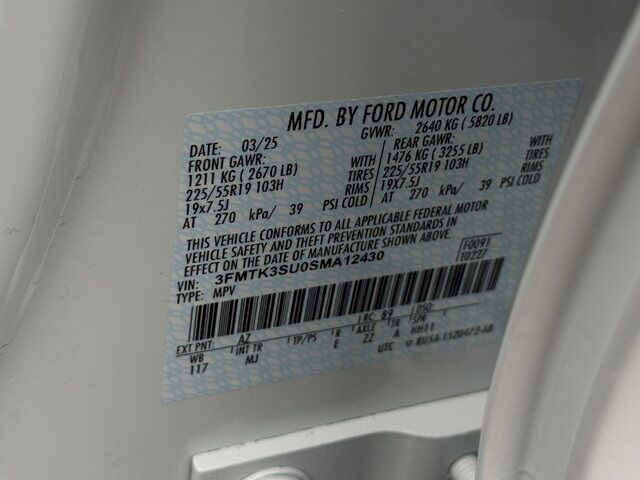 MFD. BY FORD MOTOR CO.
DATE: 03/25 GVWR: 2640 KG ( 5820 LB)
FRONT GAWR: REAR GAWR:
1211 KG ( 2670 LB) WITH 1476 KG ( 3255 LB) WITH
225/55R19 103H TIRES 225/55R19 103H TIRES
19x7.5J RIMS 19x7.5J RIMS
AT 270 kPa/ 39 PSI COLD AT 270 kPa/ 39 PSI COLD
THIS VEHICLE CONFORMS TO ALL APPLICABLE FEDERAL MOTOR
VEHICLE SAFETY AND THEFT PREVENTION STANDARDS IN
EFFECT ON THE DATE OF MANUFACTURE SHOWN ABOVE.
VIN: 3FMTK3SU0SMA12430 F0091
TYPE: MPV T0227
EXT PNT: AZ RC: 89 DSO:
WB INT TR TP/PS R AXLE TR SPR
117 MJ E ZZ A HH11
UTC